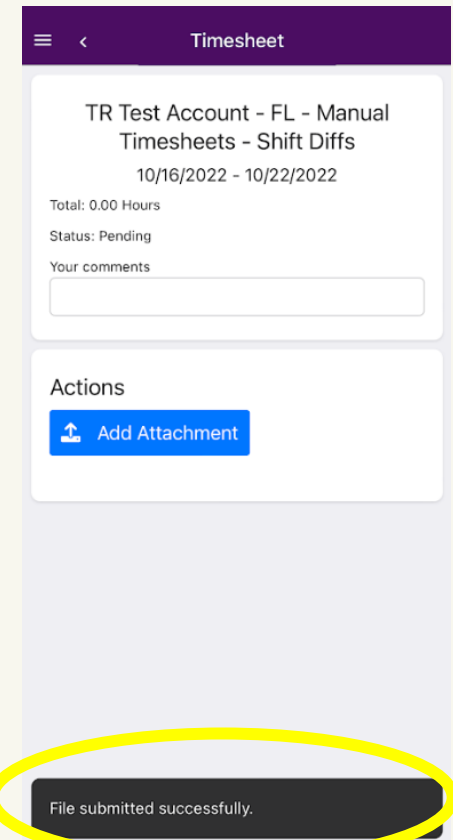 Timesheet
TR Test Account - FL - Manual
Timesheets - Shift Diffs
10/16/2022 - 10/22/2022
Total: 0.00 Hours
Status: Pending
Your comments
Actions
Add Attachment
File submitted successfully.